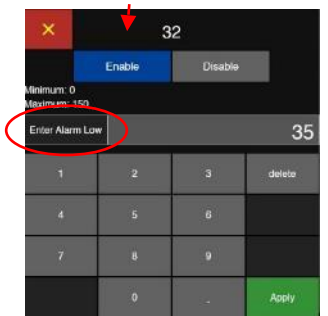 × 32
Enable Disable
Minimum: 0
Maximum: 150
Enter Alarm Low 35
1 2 3 delete
4 5 6
7 8 9
0 . Apply